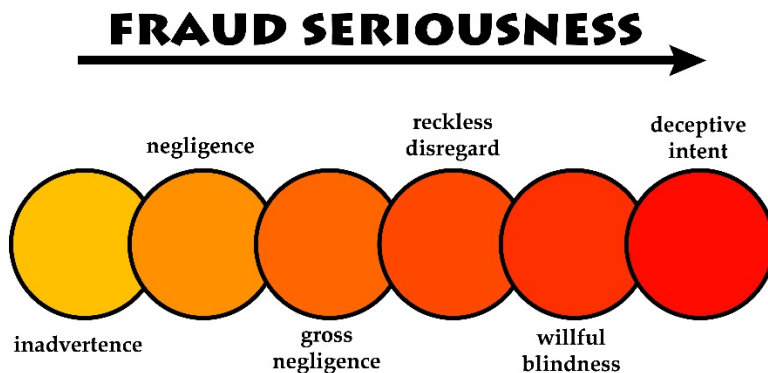 FRAUD SERIOUSNESS
negligence
reckless
disregard
deceptive
intent
inadvertence
gross
negligence
willful
blindness